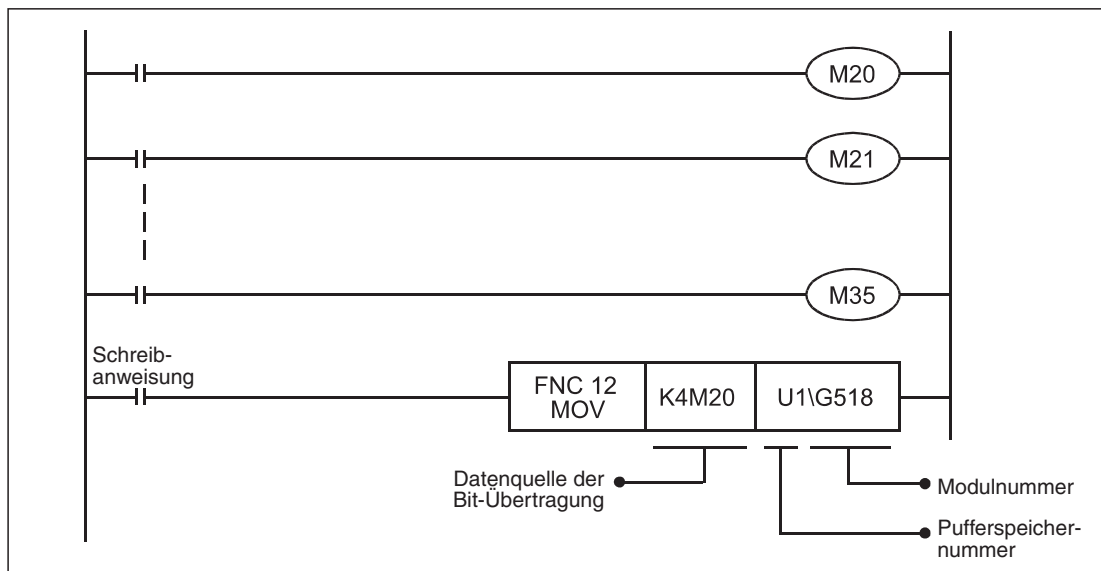 M20
M21
M35
Schreib-
anweisung
FNC 12
MOV
K4M20
U1\G518
Datenquelle der
Bit-Übertragung
Modulnummer
Pufferspeicher-
nummer